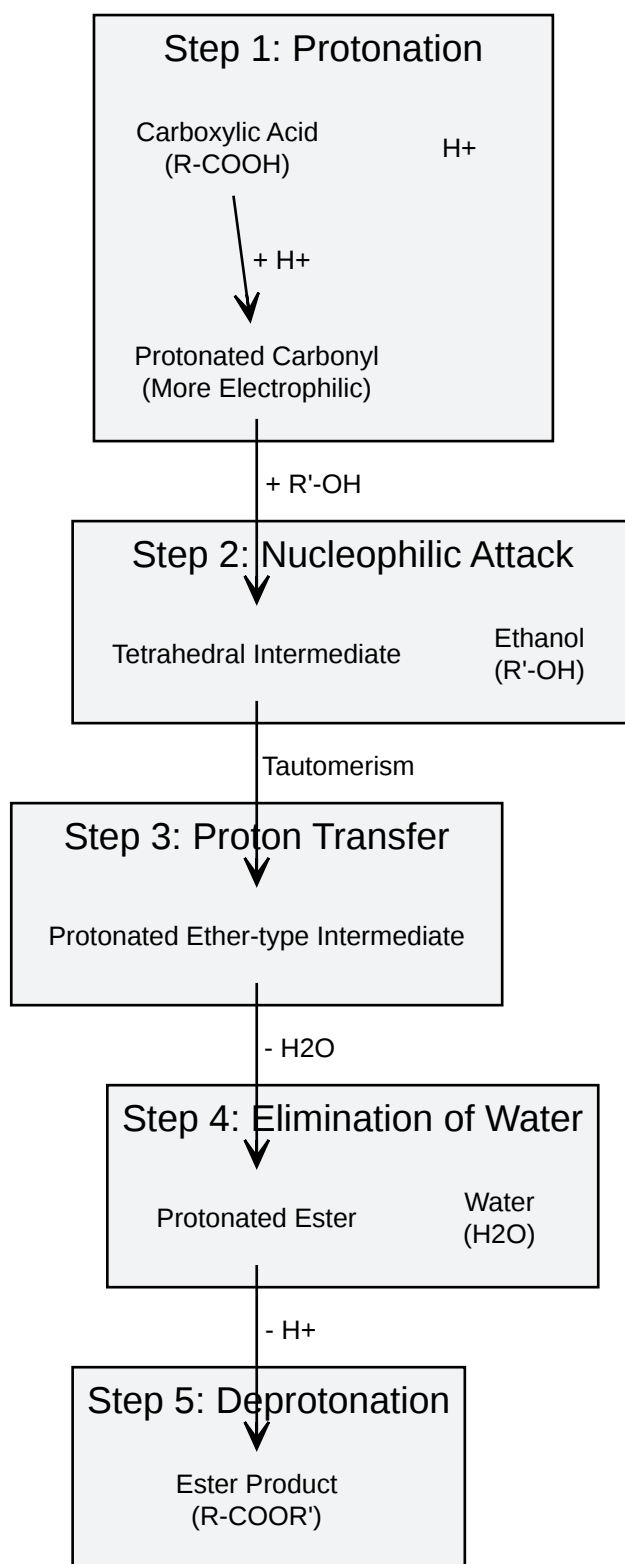 Step 1: Protonation
Carboxylic Acid
(R-COOH)
H+
+ H+
Protonated Carbonyl
(More Electrophilic)
+ R'-OH
Step 2: Nucleophilic Attack
Tetrahedral Intermediate
Ethanol
(R'-OH)
Tautomerism
Step 3: Proton Transfer
Protonated Ether-type Intermediate
- H2O
Step 4: Elimination of Water
Protonated Ester
Water
(H2O)
- H+
Step 5: Deprotonation
Ester Product
(R-COOR')